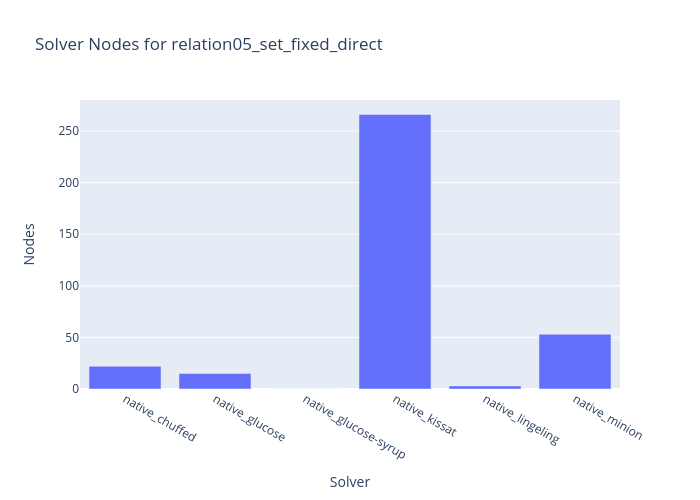 Solver Nodes for relation05_set_fixed_direct
Nodes
250
200
150
100
50
0
native_chuffed
native_glucose
native_glucose-syrup
native_kissat
native_lingeling
native_minion
Solver